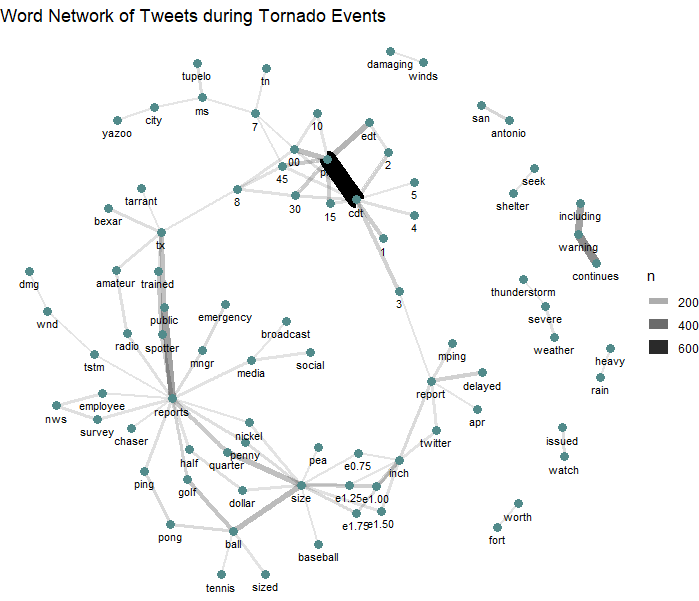 Word Network of Tweets during Tornado Events
damaging
winds
tupelo
tn
ms
city
yazoo
7
10
edt
san
antonio
00
pm
2
45
seek
8
5
shelter
tarrant
30
15
cdt
4
including
bexar
tx
1
warning
continues
dmg
amateur
trained
n
thunderstorm
3
200
wnd
public
emergency
severe
400
radio
spotter
broadcast
600
tstm
mngr
media
social
mping
weather
heavy
rain
reports
report
delayed
employee
nws
survey
chaser
nickel
apr
twitter
issued
watch
half
penny
quarter
pea
e0.75
inch
ping
golf
dollar
size
e1.25
e1.00
e1.75
e1.50
worth
fort
pong
ball
baseball
tennis
sized